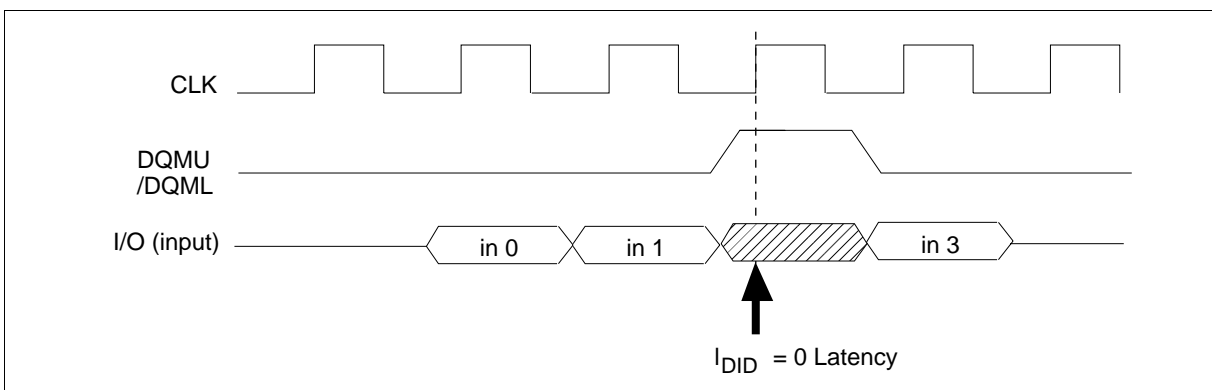 CLK
DQMU
/DQML
I/O (input)
in 0
in 1
in 3
IDID = 0 Latency